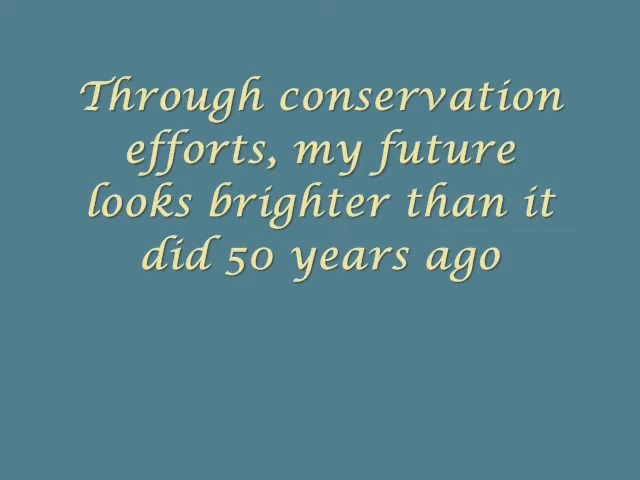 Through conservation
efforts, my future
looks brighter than it
did 50 years ago